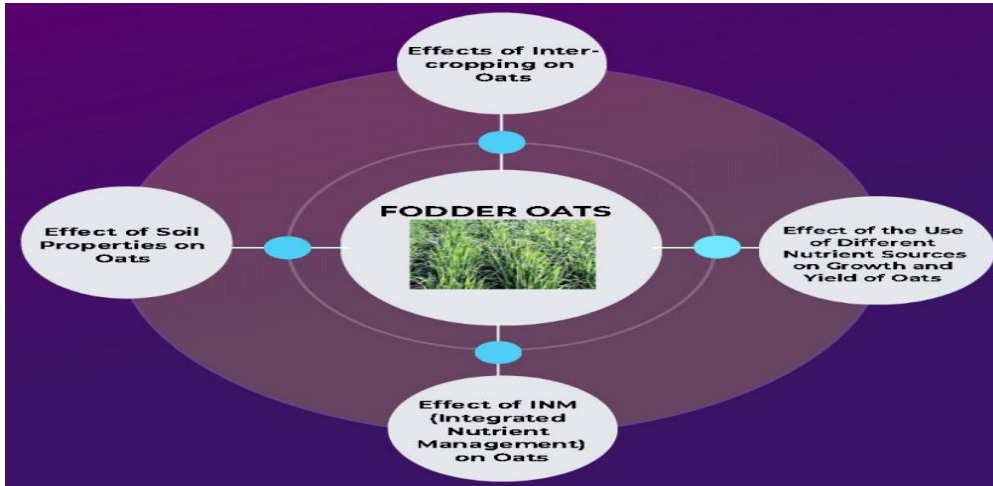 Effects of Inter-
cropping on
Oats
FODDER OATS
Effect of Soil
Properties on
Oats
Effect of the Use
of Different
Nutrient Sources
on Growth and
Yield of Oats
Effect of INM
(Integrated
Nutrient
Management)
on Oats